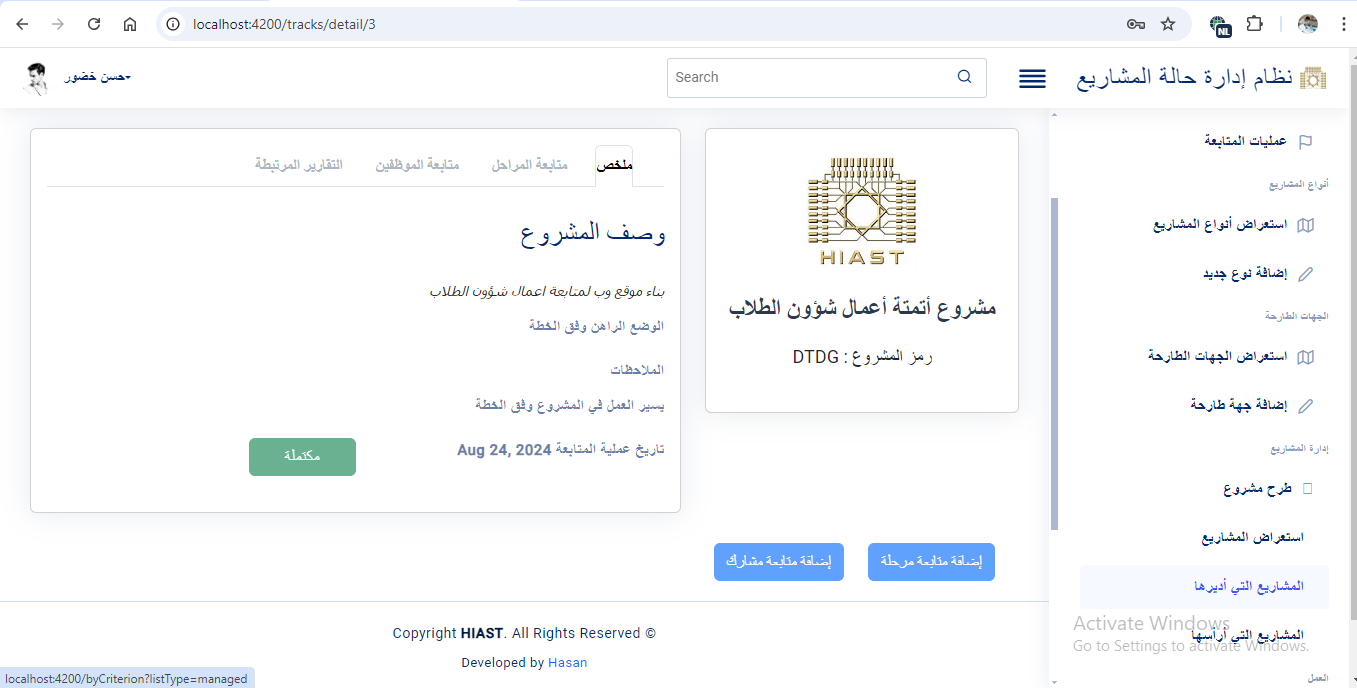 localhost:4200/tracks/detail/3
NL
نظام إدارة حالة المشاريع
Search
حسن خضور
عمليات المتابعة
أنواع المشاريع
استعراض أنواع المشاريع
إضافة نوع جديد
الجهات الطارحة
استعراض الجهات الطارحة
إضافة جهة طارحة
إدارة المشاريع
طرح مشروع
استعراض المشاريع
المشاريع التي أديرها
المشاريع التي أرأسها
العمل
HIAST
مشروع أتمتة أعمال شؤون الطلاب
رمز المشروع : DTDG
ملخص
متابعة المراحل
متابعة الموظفين
التقارير المرتبطة
وصف المشروع
بناء موقع وب لمتابعة اعمال شؤون الطلاب
الوضع الراهن وفق الخطة
الملاحظات
يسير العمل في المشروع وفق الخطة
تاريخ عملية المتابعة Aug 24, 2024
مكتملة
إضافة متابعة مرحلة
إضافة متابعة مشارك
Copyright HIAST. All Rights Reserved ©
Developed by Hasan
Activate Windows
Go to Settings to activate Windows.
localhost:4200/byCriterion?listType=managed